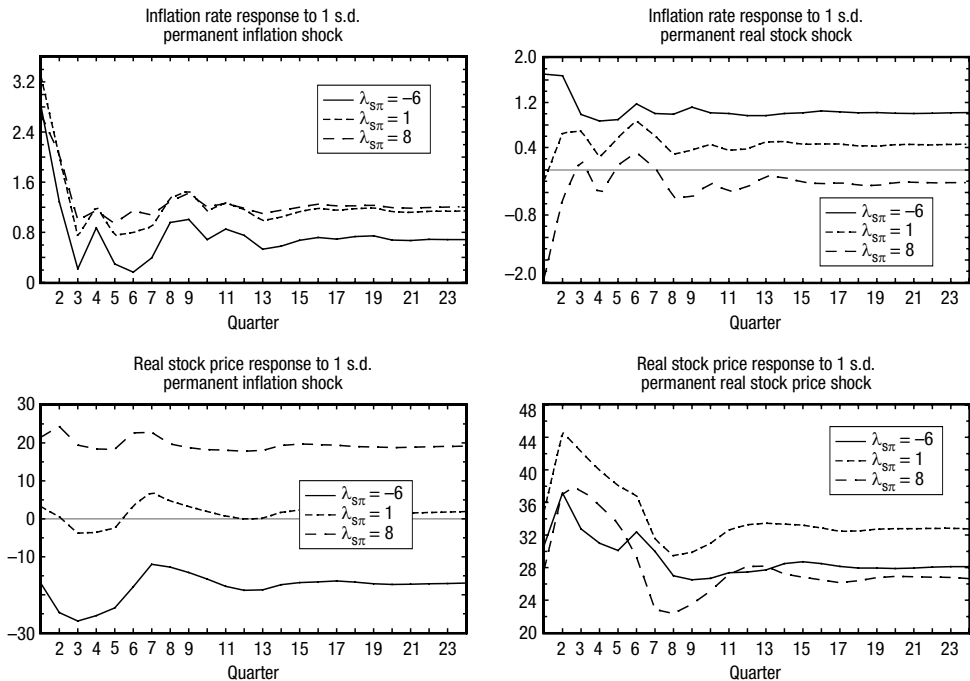 Inflation rate response to 1 s.d.
permanent inflation shock
3.2
2.4
1.6
0.8
0
λsπ = –6
λsπ = 1
λsπ = 8
2 3 4 5 6 7 8 9 11 13 15 17 19 21 23
Quarter
Inflation rate response to 1 s.d.
permanent real stock shock
2.0
1.2
0.4
–0.8
–2.0
λsπ = –6
λsπ = 1
λsπ = 8
2 3 4 5 6 7 8 9 11 13 15 17 19 21 23
Quarter
Real stock price response to 1 s.d.
permanent inflation shock
30
20
10
0
–10
–20
–30
λsπ = –6
λsπ = 1
λsπ = 8
2 3 4 5 6 7 8 9 11 13 15 17 19 21 23
Quarter
Real stock price response to 1 s.d.
permanent real stock price shock
48
44
40
36
32
28
24
20
λsπ = –6
λsπ = 1
λsπ = 8
2 3 4 5 6 7 8 9 11 13 15 17 19 21 23
Quarter